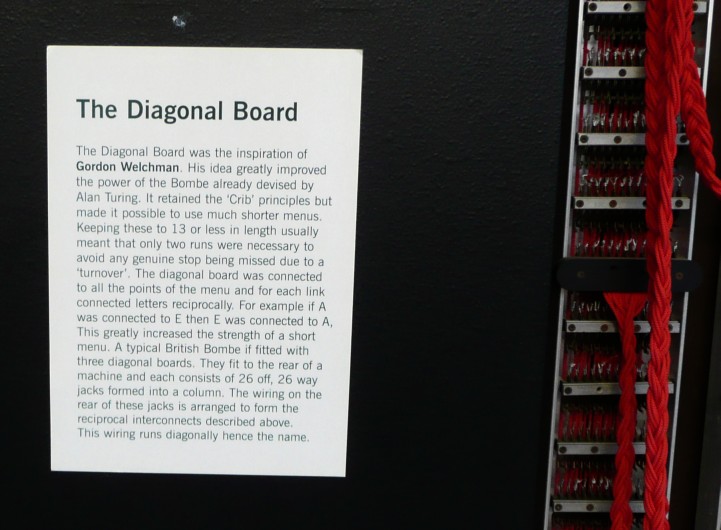 The Diagonal Board
The Diagonal Board was the inspiration of
Gordon Welchman. His idea greatly improved
the power of the Bombe already devised by
Alan Turing. It retained the 'Crib' principles but
made it possible to use much shorter menus.
Keeping these to 13 or less in length usually
meant that only two runs were necessary to
avoid any genuine stop being missed due to a
'turnover'. The diagonal board was connected
to all the points of the menu and for each link
connected letters reciprocally. For example if A
was connected to E then E was connected to A,
This greatly increased the strength of a short
menu. A typical British Bombe if fitted with
three diagonal boards. They fit to the rear of a
machine and each consists of 26 off, 26 way
jacks formed into a column. The wiring on the
rear of these jacks is arranged to form the
reciprocal interconnects described above.
This wiring runs diagonally hence the name.